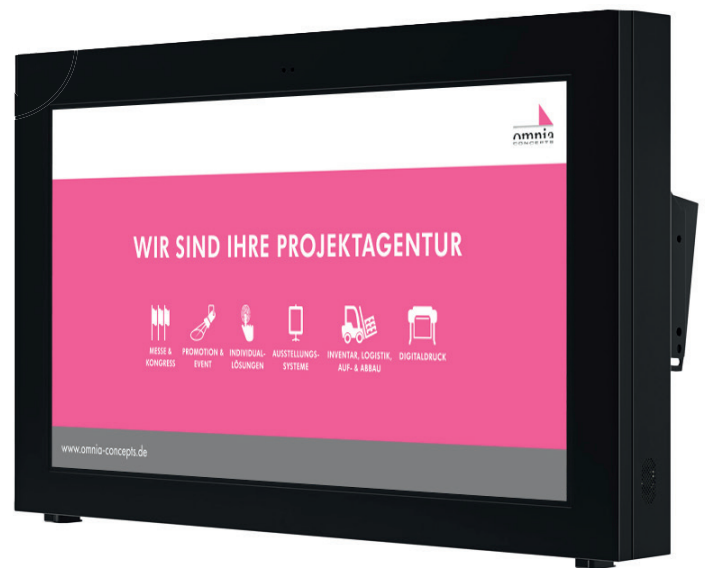 omnia
CONCEPTS
WIR SIND IHRE PROJEKTAGENTUR
MESSE &
KONGRESS
PROMOTION &
EVENT
INDIVIDUAL-
LÖSUNGEN
AUSSTELLUNGS-
SYSTEME
INVENTAR, LOGISTIK,
AUF- & ABBAU
DIGITALDRUCK
www.omnia-concepts.de